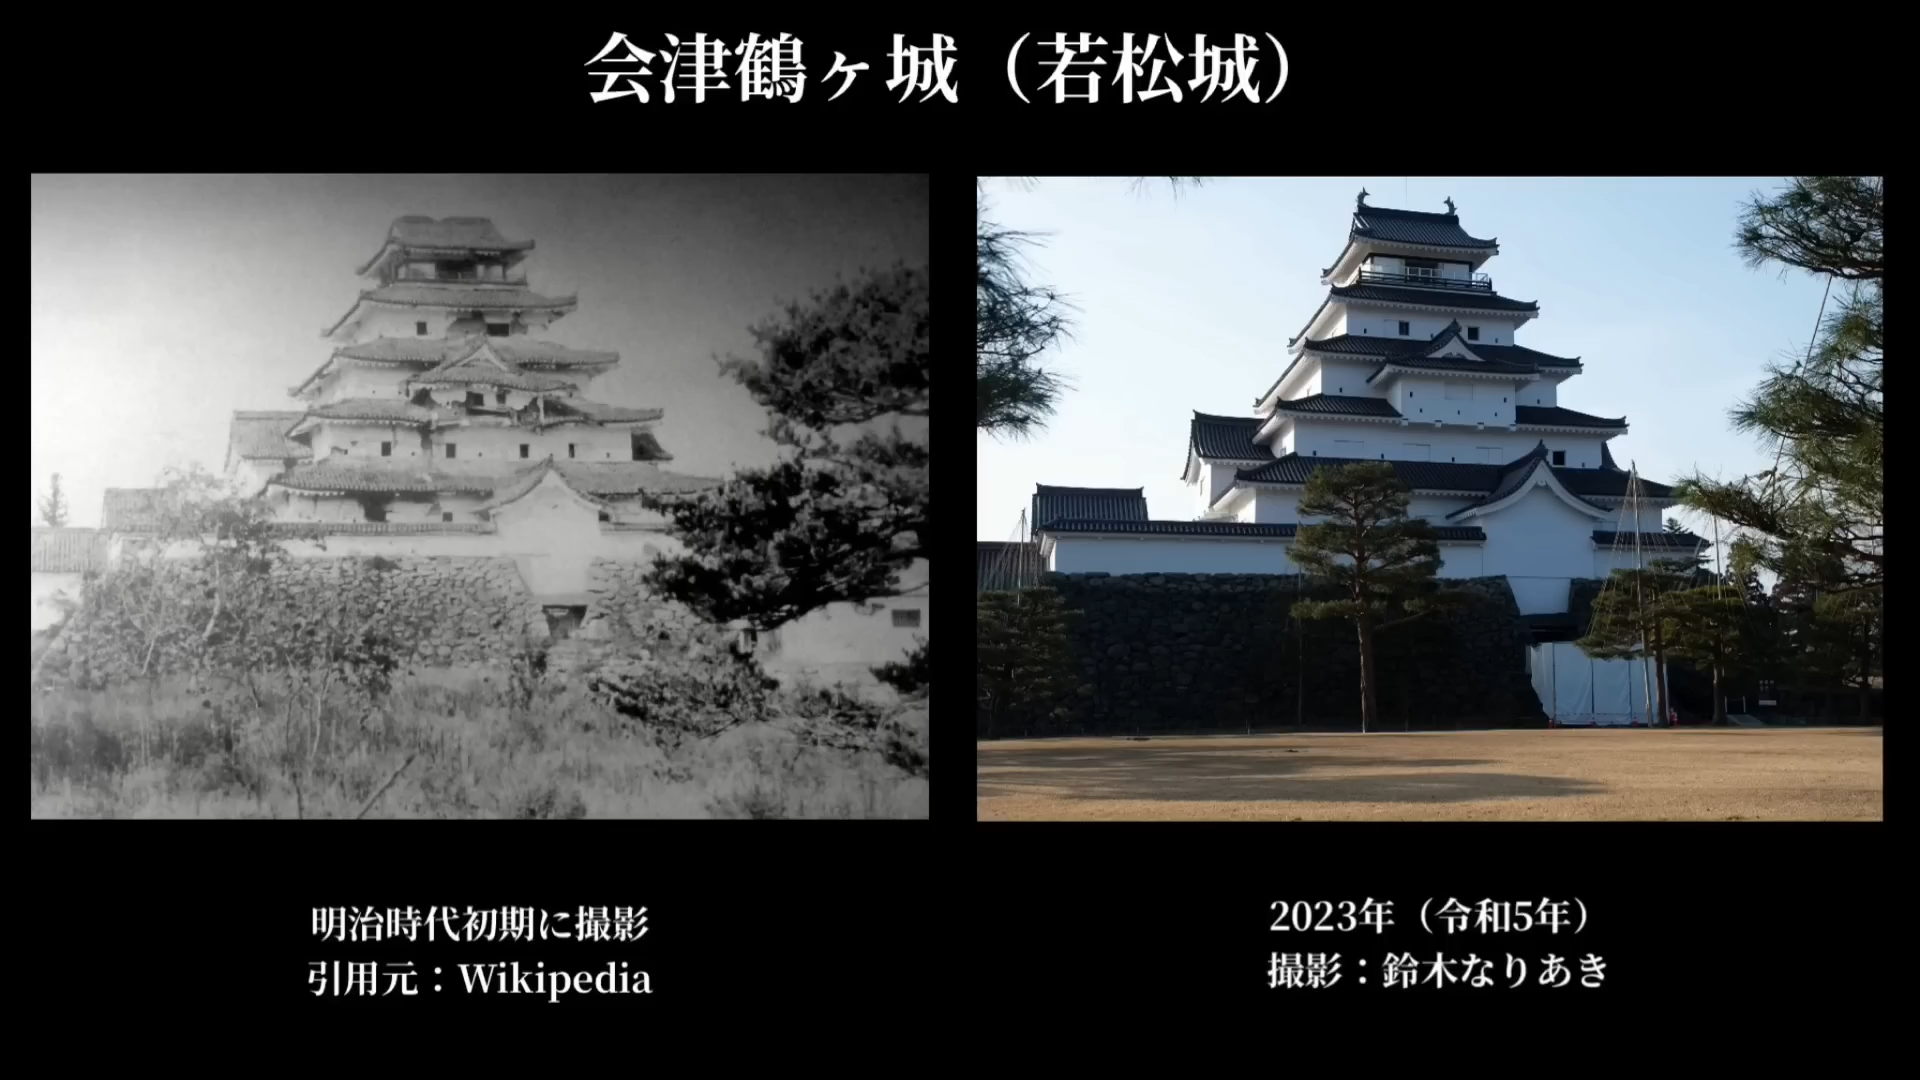 会津鶴ヶ城（若松城）
明治時代初期に撮影
引用元：Wikipedia
2023年（令和5年）
撮影：鈴木なりあき